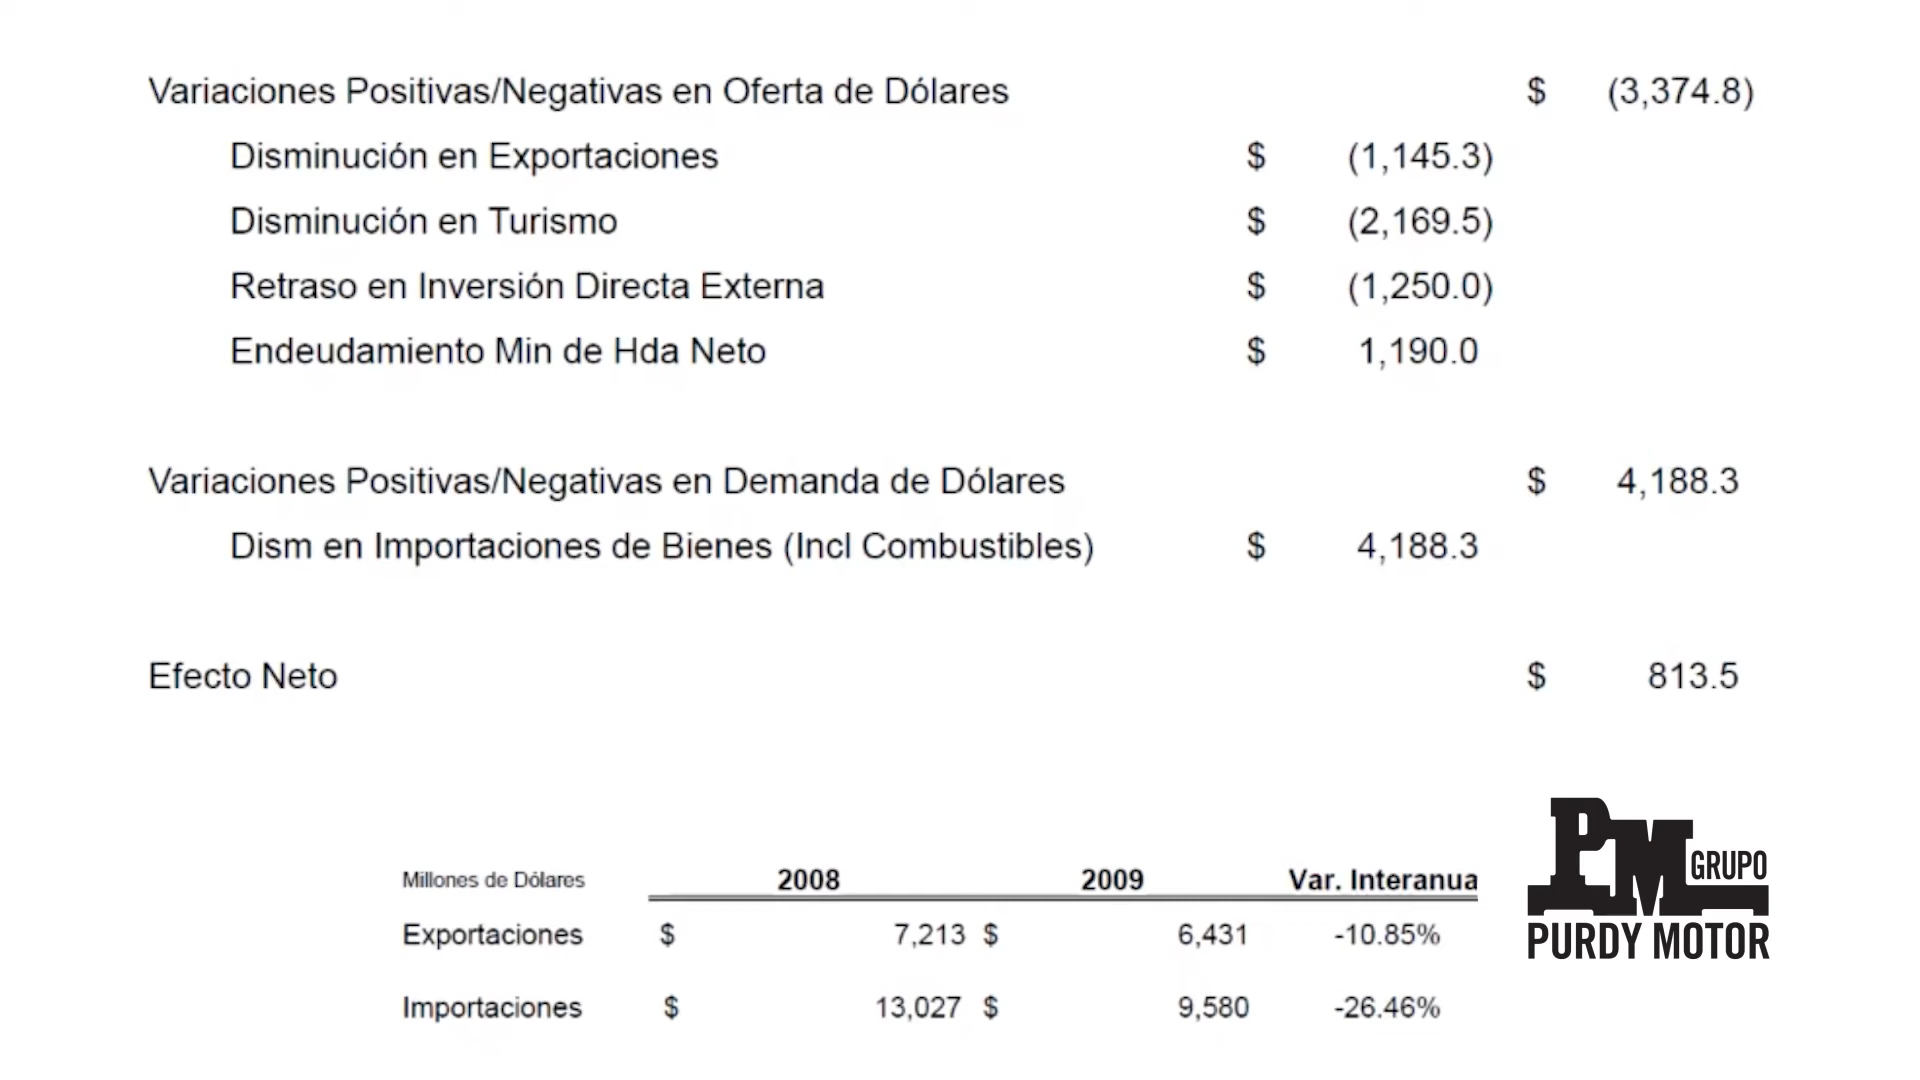 Variaciones Positivas/Negativas en Oferta de Dólares $ (3,374.8)
Disminución en Exportaciones $ (1,145.3)
Disminución en Turismo $ (2,169.5)
Retraso en Inversión Directa Externa $ (1,250.0)
Endeudamiento Min de Hda Neto $ 1,190.0
Variaciones Positivas/Negativas en Demanda de Dólares $ 4,188.3
Dism en Importaciones de Bienes (Incl Combustibles) $ 4,188.3
Efecto Neto $ 813.5
Millones de Dólares 2008 2009 Var. Interanua
Exportaciones $ 7,213 $ 6,431 -10.85%
Importaciones $ 13,027 $ 9,580 -26.46%
PM GRUPO
PURDY MOTOR